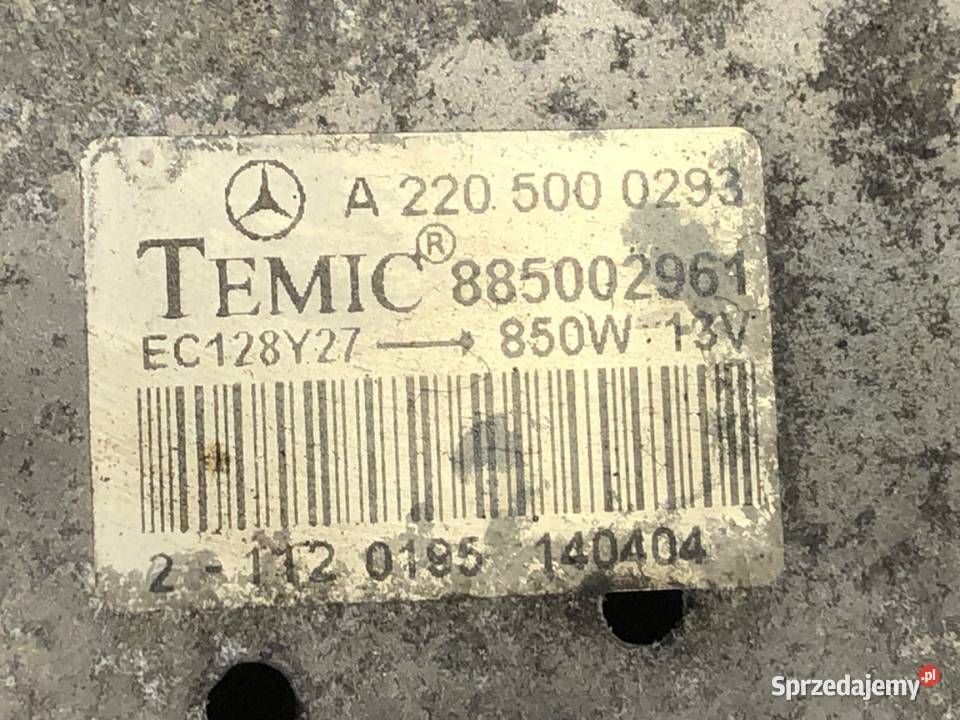 A 220 500 0293
TEMIC® 885002961
EC128Y27 → 850W 13V
2 - 112 0195 140404
Sprzedajemy.pl